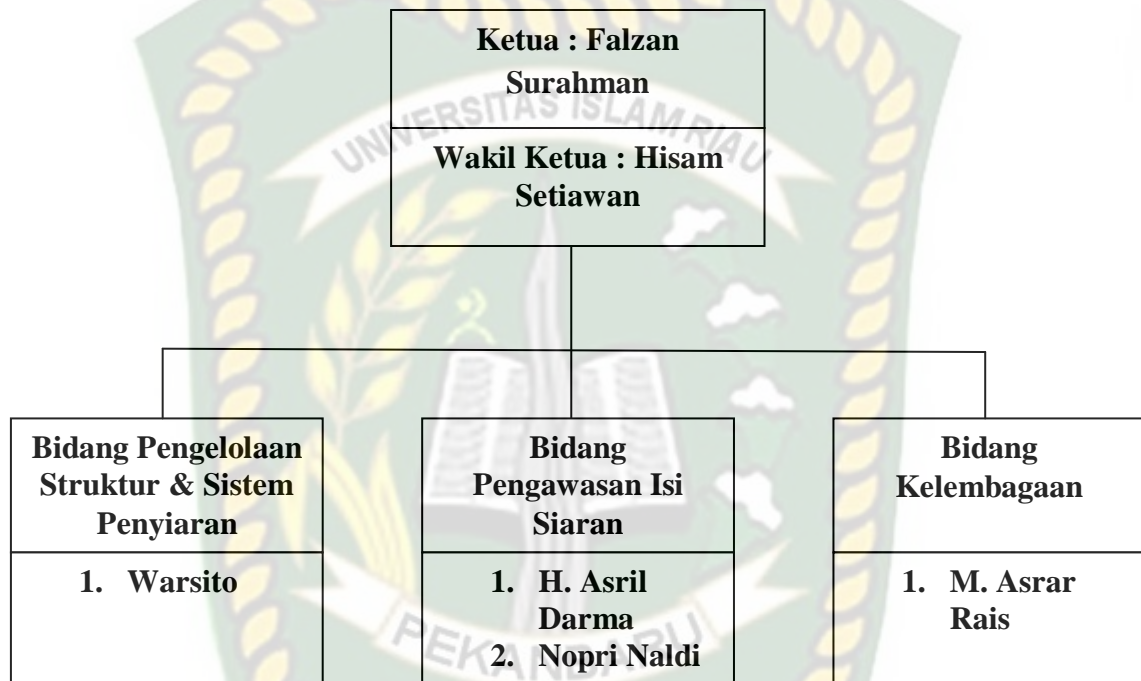 Ketua : Falzan
Surahman
UNIVERSITAS ISLAM RIAU
Wakil Ketua : Hisam
Setiawan
Bidang Pengelolaan
Struktur & Sistem
Penyiaran
1. Warsito
Bidang
Pengawasan Isi
Siaran
1. H. Asril
Darma
2. Nopri Naldi
Bidang
Kelembagaan
1. M. Asrar
Rais
PEKANBARU